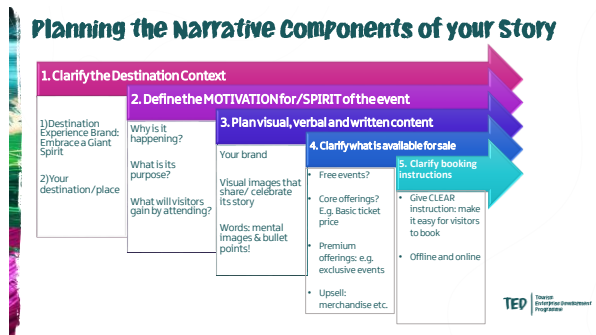 Planning the Narrative Components of your Story
1. Clarify the Destination Context
2. Define the MOTIVATION for/SPIRIT of the event
3. Plan visual, verbal and written content
4. Clarify what is available for sale
5. Clarify booking
instructions
1)Destination
Experience Brand:
Embrace a Giant
Spirit
2)Your
destination/place
Why is it
happening?
What is its
purpose?
What will visitors
gain by attending?
Your brand
Visual images that
share/ celebrate
its story
Words: mental
images & bullet
points!
• Free events?
• Core offerings?
E.g. Basic ticket
price
• Premium
offerings: e.g.
exclusive events
• Upsell:
merchandise etc.
• Give CLEAR
instruction: make
it easy for visitors
to book
• Offline and online
TED
Tourism
Enterprise Development
Programme